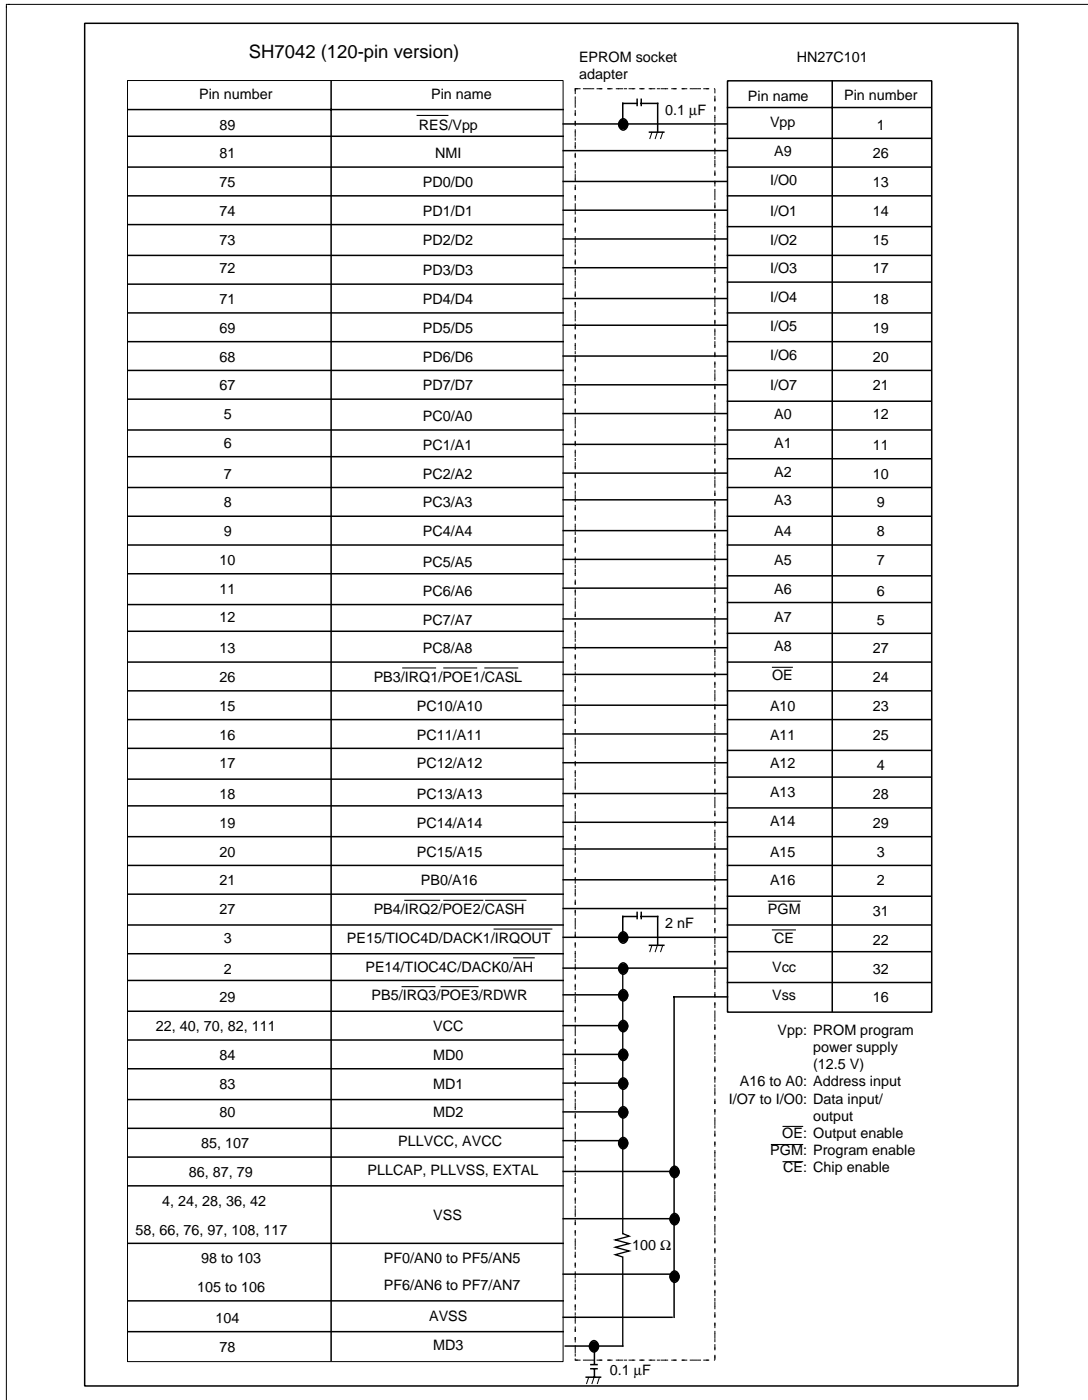 SH7042 (120-pin version)
EPROM socket
adapter
HN27C101
Pin number Pin name Pin name Pin number
0.1 μF
89 RES/Vpp Vpp 1
81 NMI A9 26
75 PD0/D0 I/O0 13
74 PD1/D1 I/O1 14
73 PD2/D2 I/O2 15
72 PD3/D3 I/O3 17
71 PD4/D4 I/O4 18
69 PD5/D5 I/O5 19
68 PD6/D6 I/O6 20
67 PD7/D7 I/O7 21
5 PC0/A0 A0 12
6 PC1/A1 A1 11
7 PC2/A2 A2 10
8 PC3/A3 A3 9
9 PC4/A4 A4 8
10 PC5/A5 A5 7
11 PC6/A6 A6 6
12 PC7/A7 A7 5
13 PC8/A8 A8 27
26 PB3/IRQ1/POE1/CASL OE 24
15 PC10/A10 A10 23
16 PC11/A11 A11 25
17 PC12/A12 A12 4
18 PC13/A13 A13 28
19 PC14/A14 A14 29
20 PC15/A15 A15 3
21 PB0/A16 A16 2
27 PB4/IRQ2/POE2/CASH PGM 31
2 nF
3 PE15/TIOC4D/DACK1/IRQOUT CE 22
2 PE14/TIOC4C/DACK0/AH Vcc 32
29 PB5/IRQ3/POE3/RDWR Vss 16
22, 40, 70, 82, 111 VCC
84 MD0
83 MD1
80 MD2
85, 107 PLLVCC, AVCC
86, 87, 79 PLLCAP, PLLVSS, EXTAL
4, 24, 28, 36, 42
58, 66, 76, 97, 108, 117
VSS
100 Ω
98 to 103 PF0/AN0 to PF5/AN5
105 to 106 PF6/AN6 to PF7/AN7
104 AVSS
78 MD3
0.1 μF
Vpp: PROM program
power supply
(12.5 V)
A16 to A0: Address input
I/O7 to I/O0: Data input/
output
OE: Output enable
PGM: Program enable
CE: Chip enable